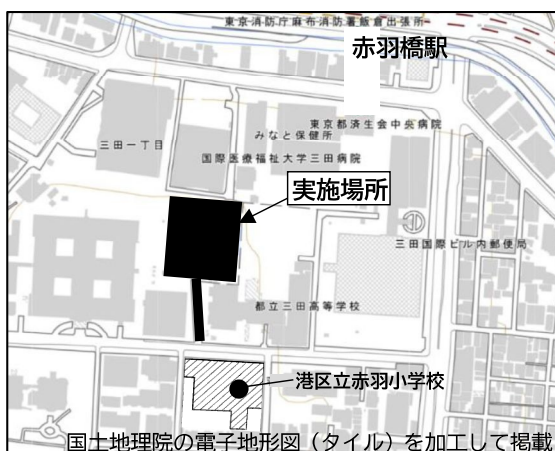 東京消防庁麻布消防署飯倉出張所
赤羽橋駅
東京都済生会中央病院
みなと保健所
三田一丁目
国際医療福祉大学三田病院
実施場所
三田国際ビル内郵便局
都立三田高等学校
港区立赤羽小学校
国土地理院の電子地形図（タイル）を加工して掲載